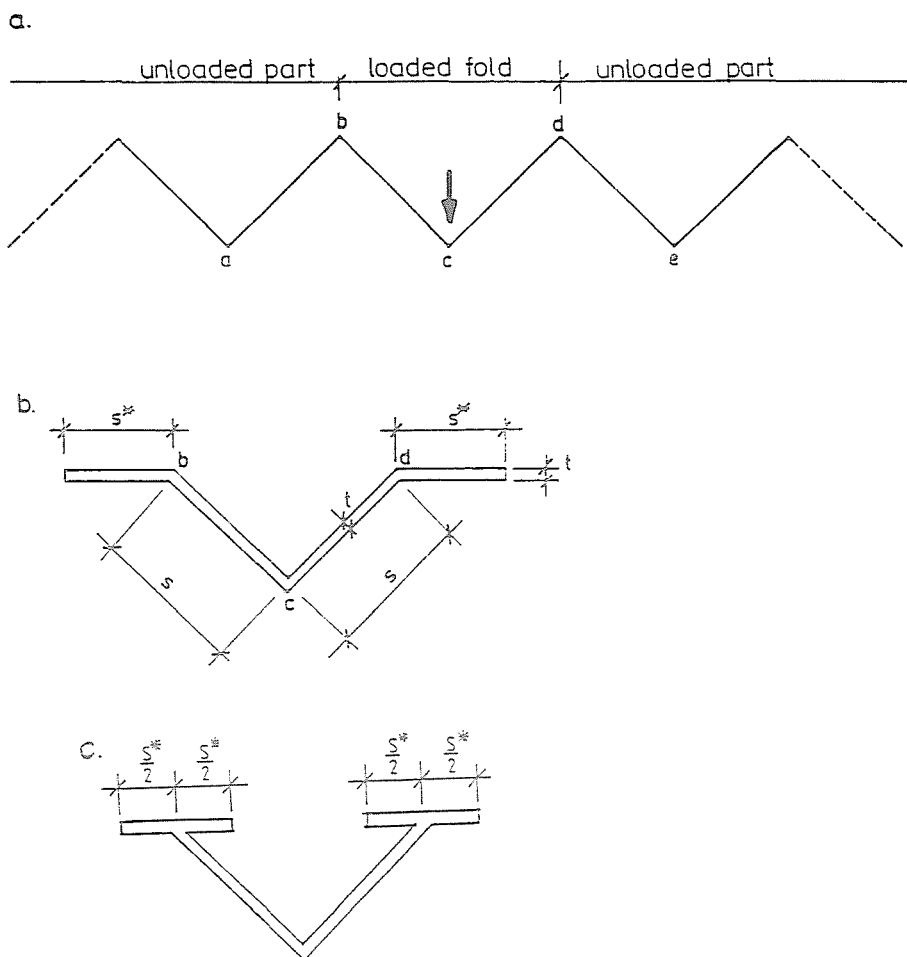 a.
unloaded part loaded fold unloaded part
b d
a c e
b.
s* s*
b d t
t
s s
c
c.
s*/2 s*/2 s*/2 s*/2